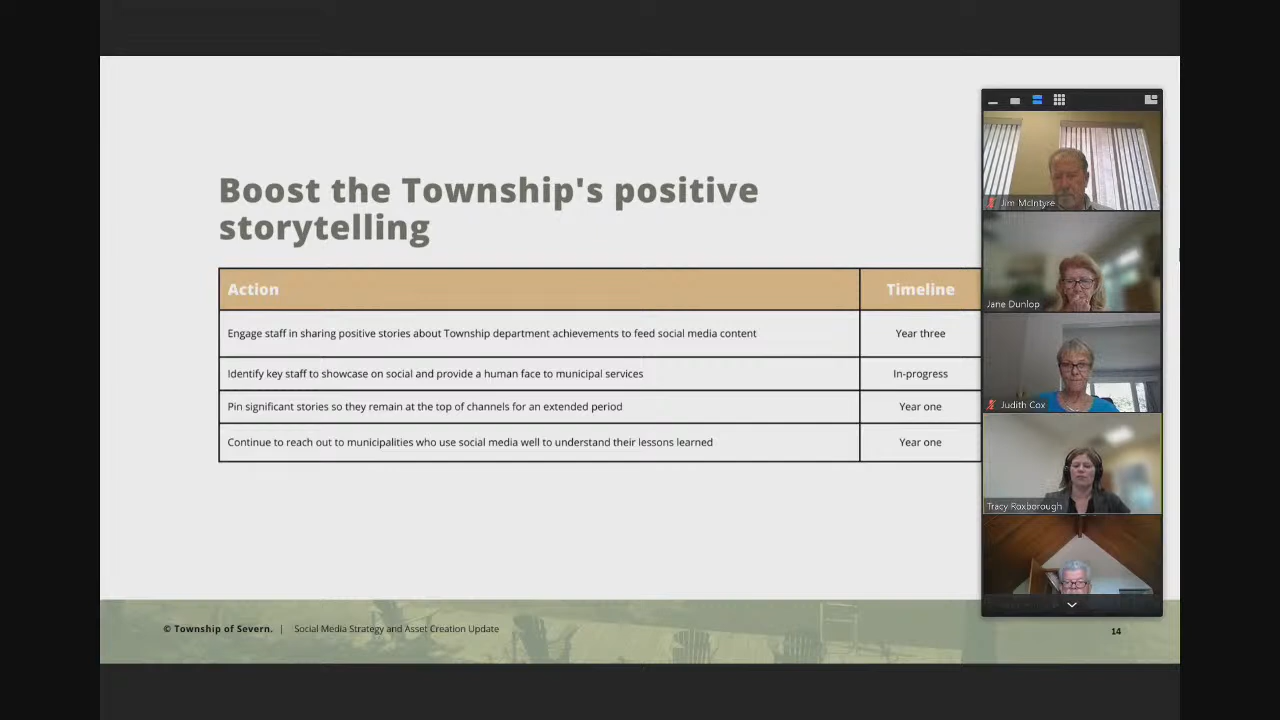 Boost the Township's positive
storytelling
Action
Timeline
Engage staff in sharing positive stories about Township department achievements to feed social media content
Year three
Identify key staff to showcase on social and provide a human face to municipal services
In-progress
Pin significant stories so they remain at the top of channels for an extended period
Year one
Continue to reach out to municipalities who use social media well to understand their lessons learned
Year one
Jim McIntyre
Jane Dunlop
Judith Cox
Tracy Roxborough
© Township of Severn. | Social Media Strategy and Asset Creation Update
14